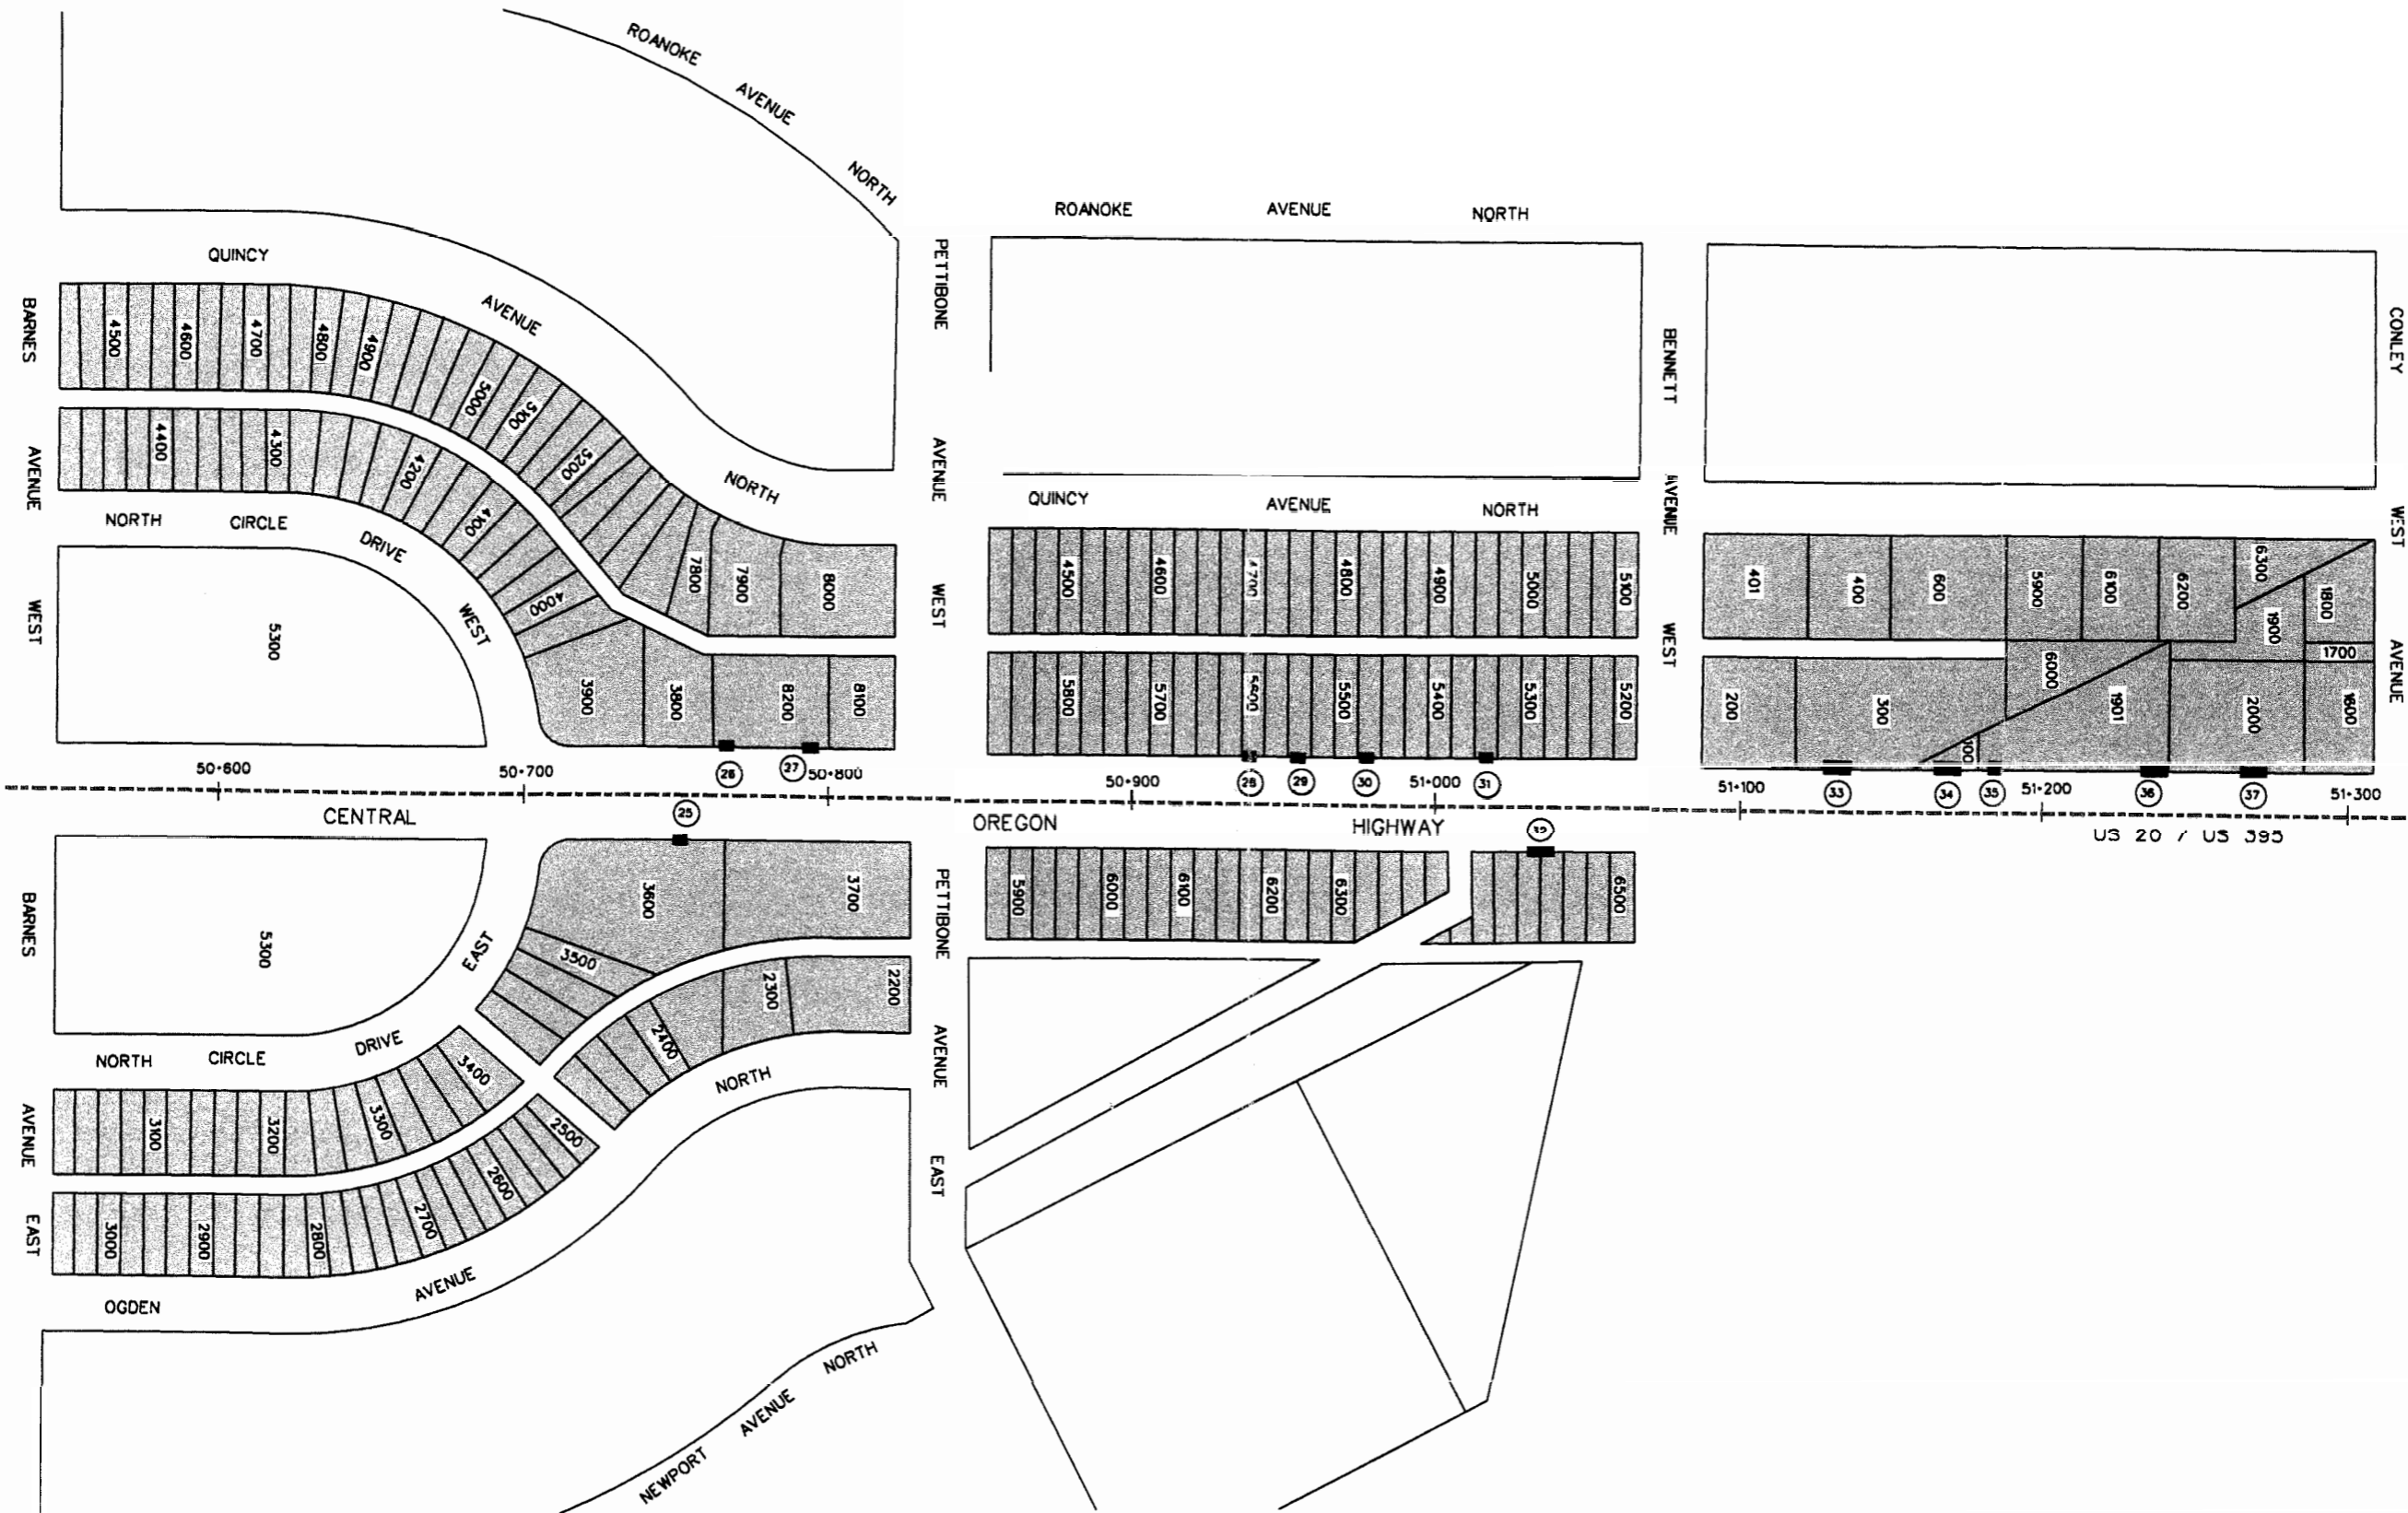 ROANOKE AVENUE NORTH
QUINCY AVENUE NORTH
BARNES AVENUE WEST
4500 4600 4700 4800 4900 5000 5100 5200 7800 7900 8000
4400 4300 4200 4100 4000 3900 3800 8200 8100
NORTH CIRCLE DRIVE WEST
5300
PETTIBONE AVENUE WEST
ROANOKE AVENUE NORTH
QUINCY AVENUE NORTH
4500 4600 4700 4800 4900 5000 5100
5800 5700 5600 5500 5400 5300 5200
BENNETT AVENUE WEST
CONLEY AVENUE WEST
401 400 600 5900 6100 6200 6300 1900 1800
1700
200 300 6000 1901 2000 1600
50+600 50+700 26 27 50+800 50+900 28 29 30 51+000 31 51+100 33 34 35 51+200 36 37 51+300
CENTRAL OREGON HIGHWAY US 20 / US 395
25
BARNES AVENUE EAST
5300
3600 3700
3500
5900 6000 6100 6200 6300 6500
NORTH CIRCLE DRIVE EAST
2400 2300 2200
PETTIBONE AVENUE EAST
3100 3200 3300 3400
3000 2900 2800 2700 2600 2500
OGDEN AVENUE NORTH
NEWPORT AVENUE NORTH